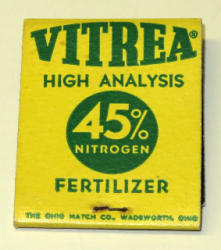 VITREA®
HIGH ANALYSIS
45%
NITROGEN
FERTILIZER
THE OHIO MATCH CO., WADSWORTH, OHIO